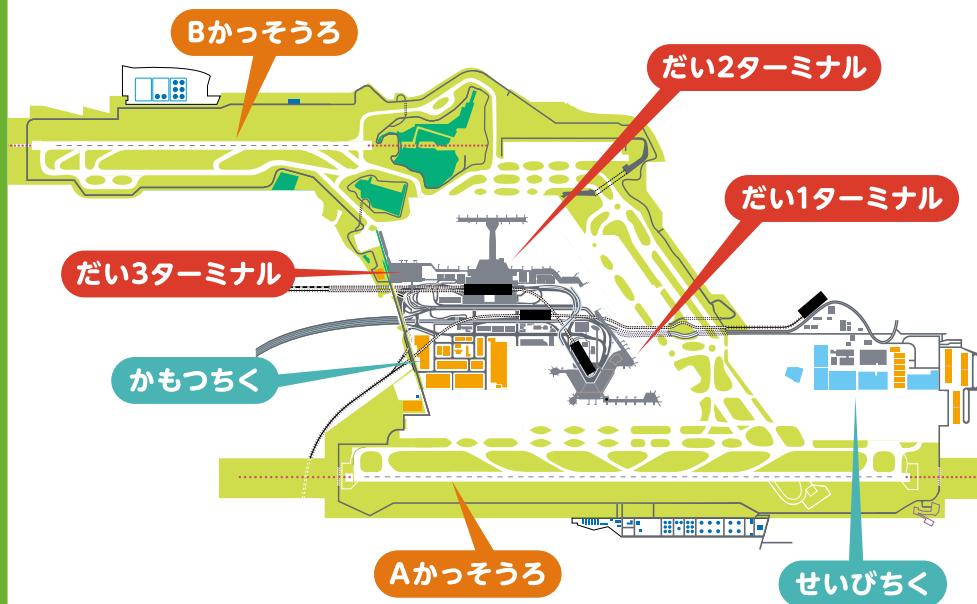 Bかっそうろ
だい2ターミナル
だい1ターミナル
だい3ターミナル
かもつちく
Aかっそうろ
せいびちく